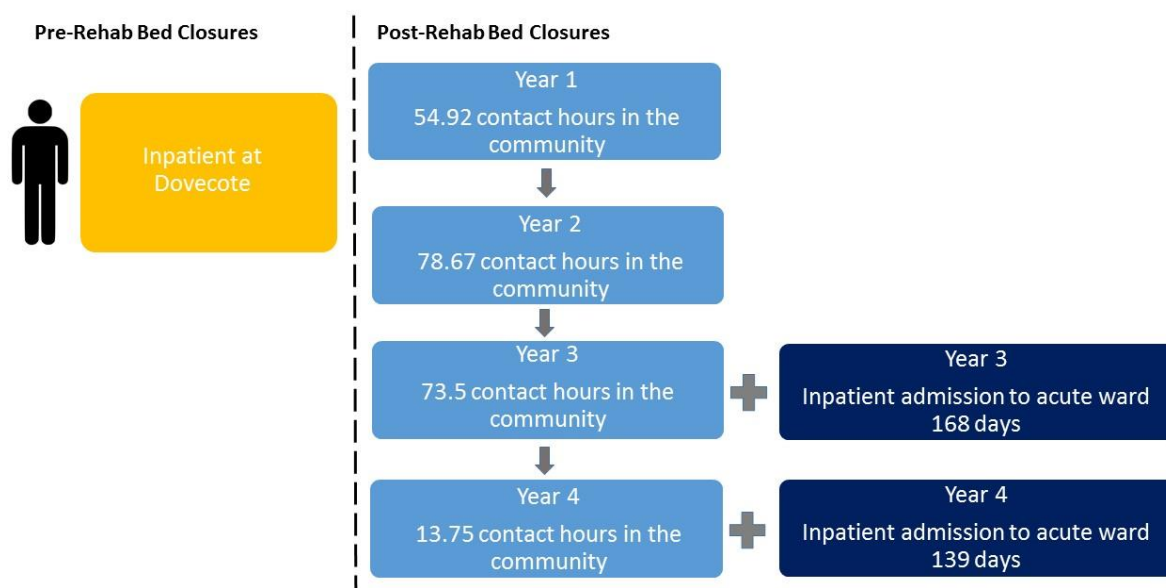 Pre-Rehab Bed Closures
Post-Rehab Bed Closures
Inpatient at
Dovecote
Year 1
54.92 contact hours in the
community
Year 2
78.67 contact hours in the
community
Year 3
73.5 contact hours in the
community
Year 3
Inpatient admission to acute ward
168 days
Year 4
13.75 contact hours in the
community
Year 4
Inpatient admission to acute ward
139 days